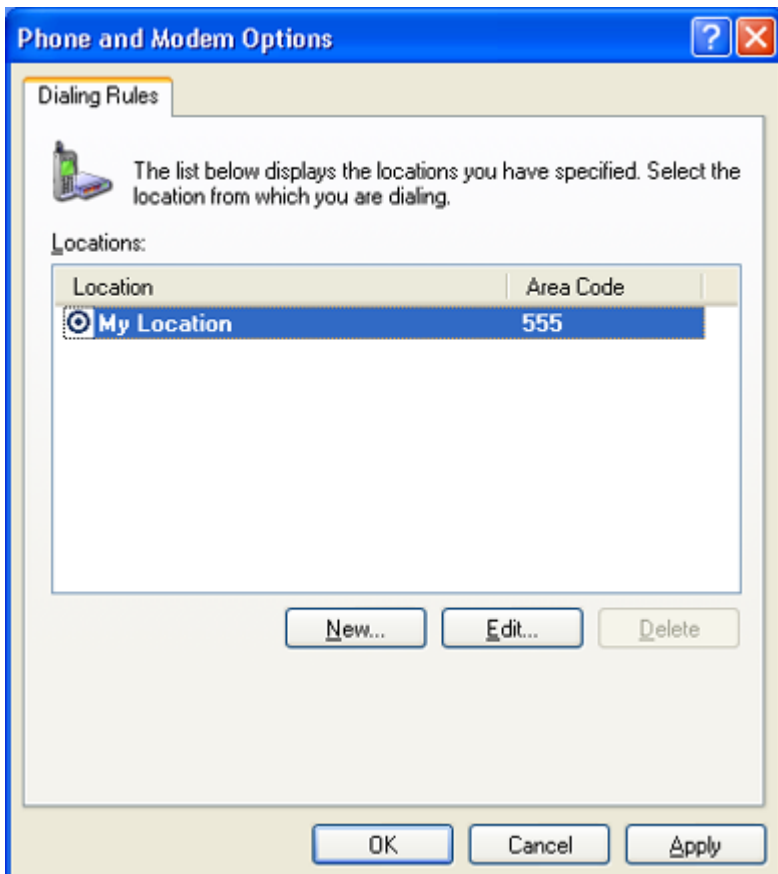 Phone and Modem Options
Dialing Rules
The list below displays the locations you have specified. Select the
location from which you are dialing.
Locations:
Location Area Code
My Location 555
New... Edit... Delete
OK Cancel Apply